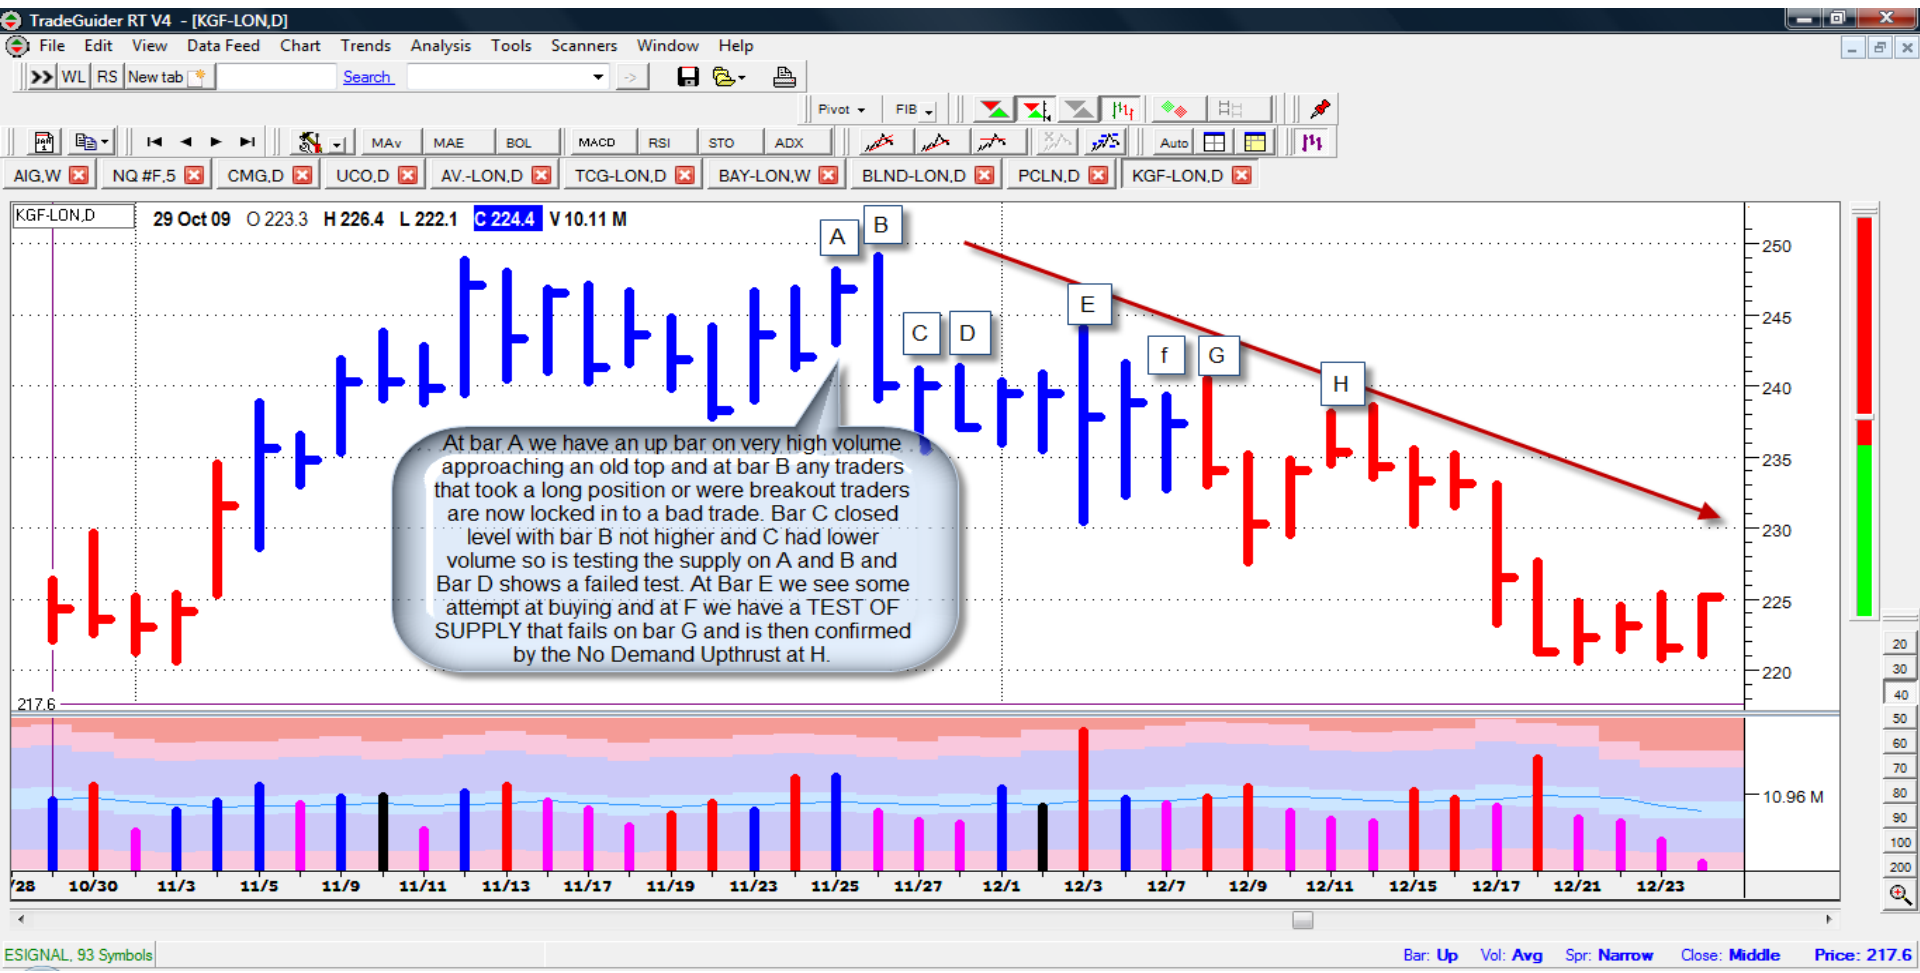 TradeGuider RT V4 - [KGF-LON,D]
File Edit View Data Feed Chart Trends Analysis Tools Scanners Window Help
WL RS New tab Search
Pivot FIB
MAv MAE BOL MACD RSI STO ADX Auto
AIG,W NQ #F,5 CMG,D UCO,D AV.-LON,D TCG-LON,D BAY-LON,W BLND-LON,D PCLN,D KGF-LON,D
KGF-LON,D 29 Oct 09 O 223.3 H 226.4 L 222.1 C 224.4 V 10.11 M
A B
250
E
245
C D
f G
H
240
235
230
225
220
At bar A we have an up bar on very high volume
approaching an old top and at bar B any traders
that took a long position or were breakout traders
are now locked in to a bad trade. Bar C closed
level with bar B not higher and C had lower
volume so is testing the supply on A and B and
Bar D shows a failed test. At Bar E we see some
attempt at buying and at F we have a TEST OF
SUPPLY that fails on bar G and is then confirmed
by the No Demand Upthrust at H.
217.6
10.96 M
20
30
40
50
60
70
80
90
100
200
/28 10/30 11/3 11/5 11/9 11/11 11/13 11/17 11/19 11/23 11/25 11/27 12/1 12/3 12/7 12/9 12/11 12/15 12/17 12/21 12/23
ESIGNAL, 93 Symbols Bar: Up Vol: Avg Spr: Narrow Close: Middle Price: 217.6